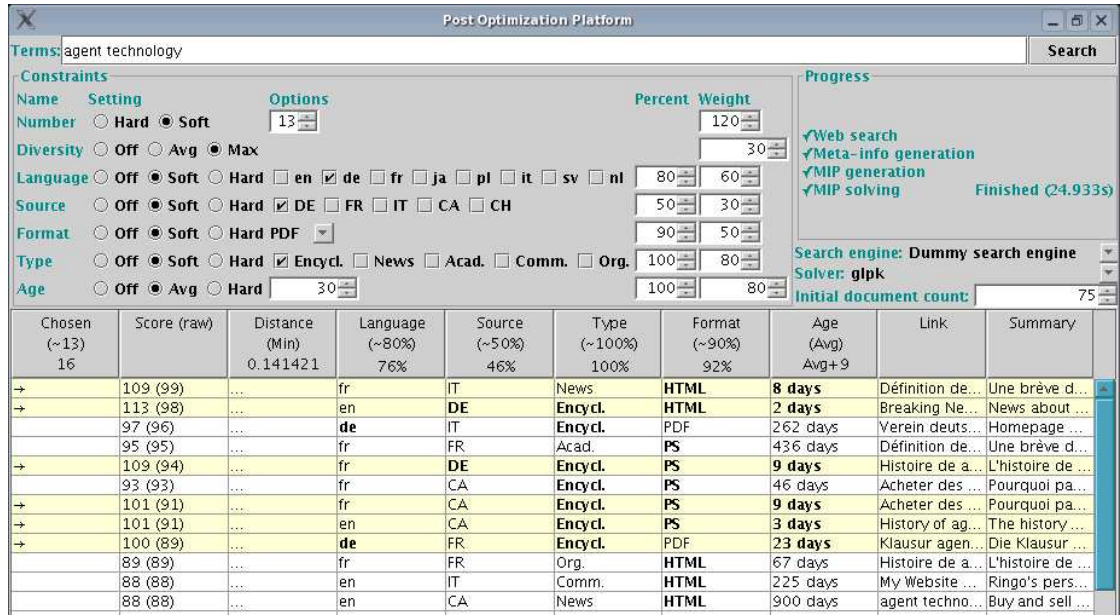 Post Optimization Platform
Terms: agent technology Search
Constraints
Name Setting Options Percent Weight
Number Hard Soft 13 120
Diversity Off Avg Max 30
Language Off Soft Hard en de fr ja pl it sv nl 80 60
Source Off Soft Hard DE FR IT CA CH 50 30
Format Off Soft Hard PDF 90 50
Type Off Soft Hard Encycl. News Acad. Comm. Org. 100 80
Age Off Avg Hard 30 100 80
Progress
✓Web search
✓Meta-info generation
✓MIP generation
✓MIP solving Finished (24.933s)
Search engine: Dummy search engine
Solver: glpk
Initial document count: 75
Chosen Score (raw) Distance Language Source Type Format Age Link Summary
(~13) (Min) (~80%) (~50%) (~100%) (~90%) (Avg)
16 0.141421 76% 46% 100% 92% Avg+9
→ 109 (99) ... fr IT News HTML 8 days Définition de... Une brève d...
→ 113 (98) ... en DE Encycl. HTML 2 days Breaking Ne... News about ...
97 (96) ... de IT Encycl. PDF 262 days Verein deuts... Homepage ...
95 (95) ... fr FR Acad. PS 436 days Définition de... Une brève d...
→ 109 (94) ... fr DE Encycl. PS 9 days Histoire de a... L'histoire de ...
93 (93) ... fr CA Encycl. PS 46 days Acheter des ... Pourquoi pa...
→ 101 (91) ... fr CA Encycl. PS 9 days Acheter des ... Pourquoi pa...
→ 101 (91) ... en CA Encycl. PS 3 days History of ag... The history ...
→ 100 (89) ... de FR Encycl. PDF 23 days Klausur agen... Die Klausur ...
89 (89) ... fr FR Org. HTML 67 days Histoire de a... L'histoire de ...
88 (88) ... en IT Comm. HTML 225 days My Website ... Ringo's pers...
88 (88) ... en CA News HTML 900 days agent techno... Buy and sell ...